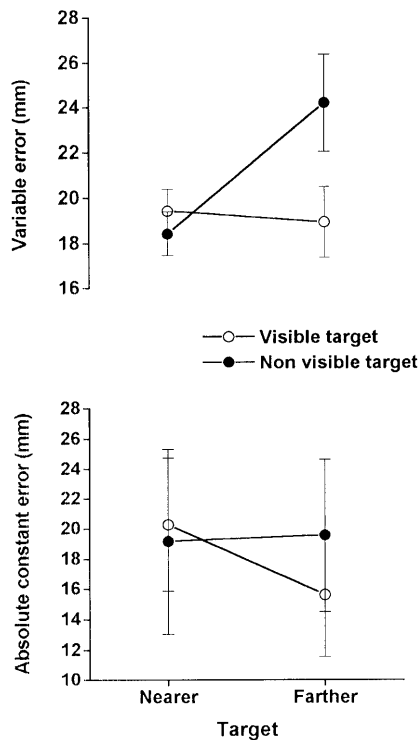 28
26
24
22
20
18
16
Variable error (mm)
Visible target
Non visible target
28
26
24
22
20
18
16
14
12
10
Absolute constant error (mm)
Nearer
Farther
Target